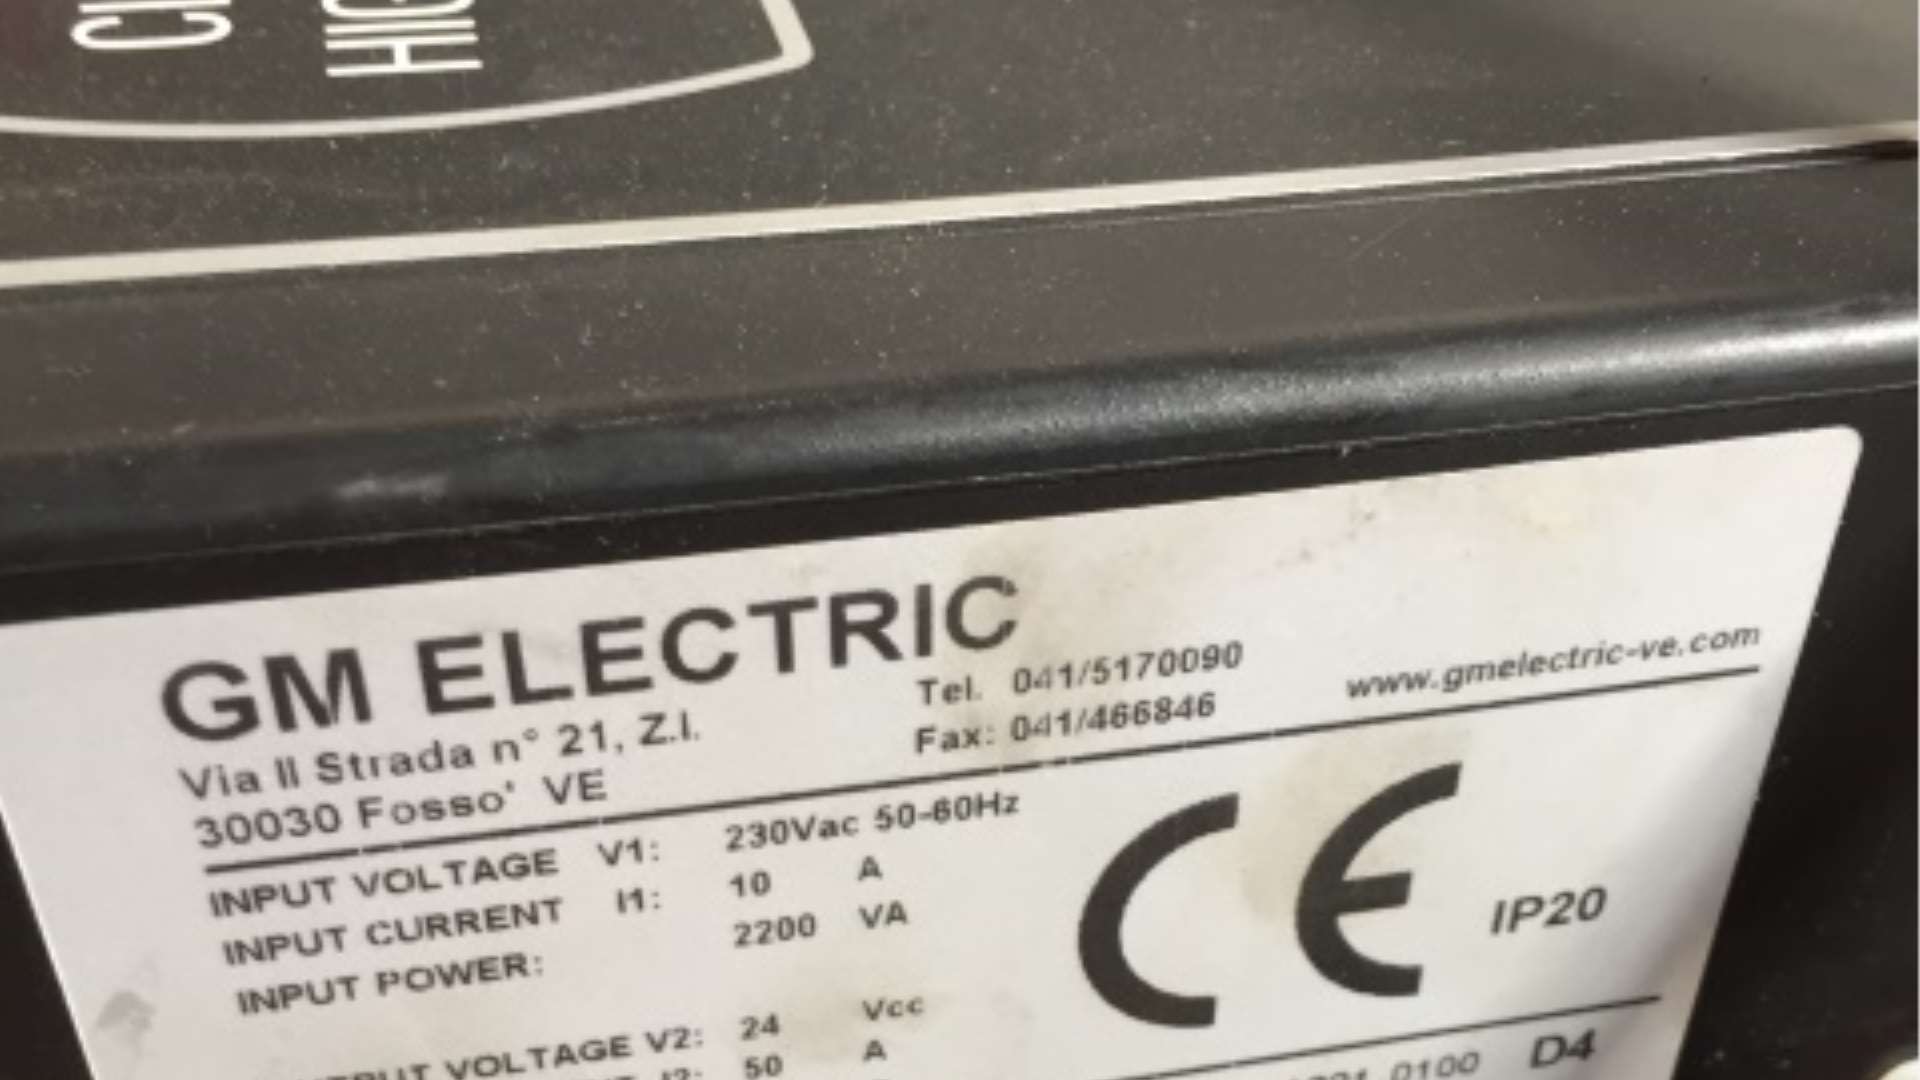 HIG
GM ELECTRIC
Via II Strada n° 21, Z.I.
30030 Fosso' VE
Tel. 041/5170090
Fax: 041/466846
www.gmelectric-ve.com
INPUT VOLTAGE V1: 230Vac 50-60Hz
INPUT CURRENT I1: 10 A
INPUT POWER: 2200 VA
CE
IP20
VOLTAGE V2: 24 Vcc
50 A
0100 D4